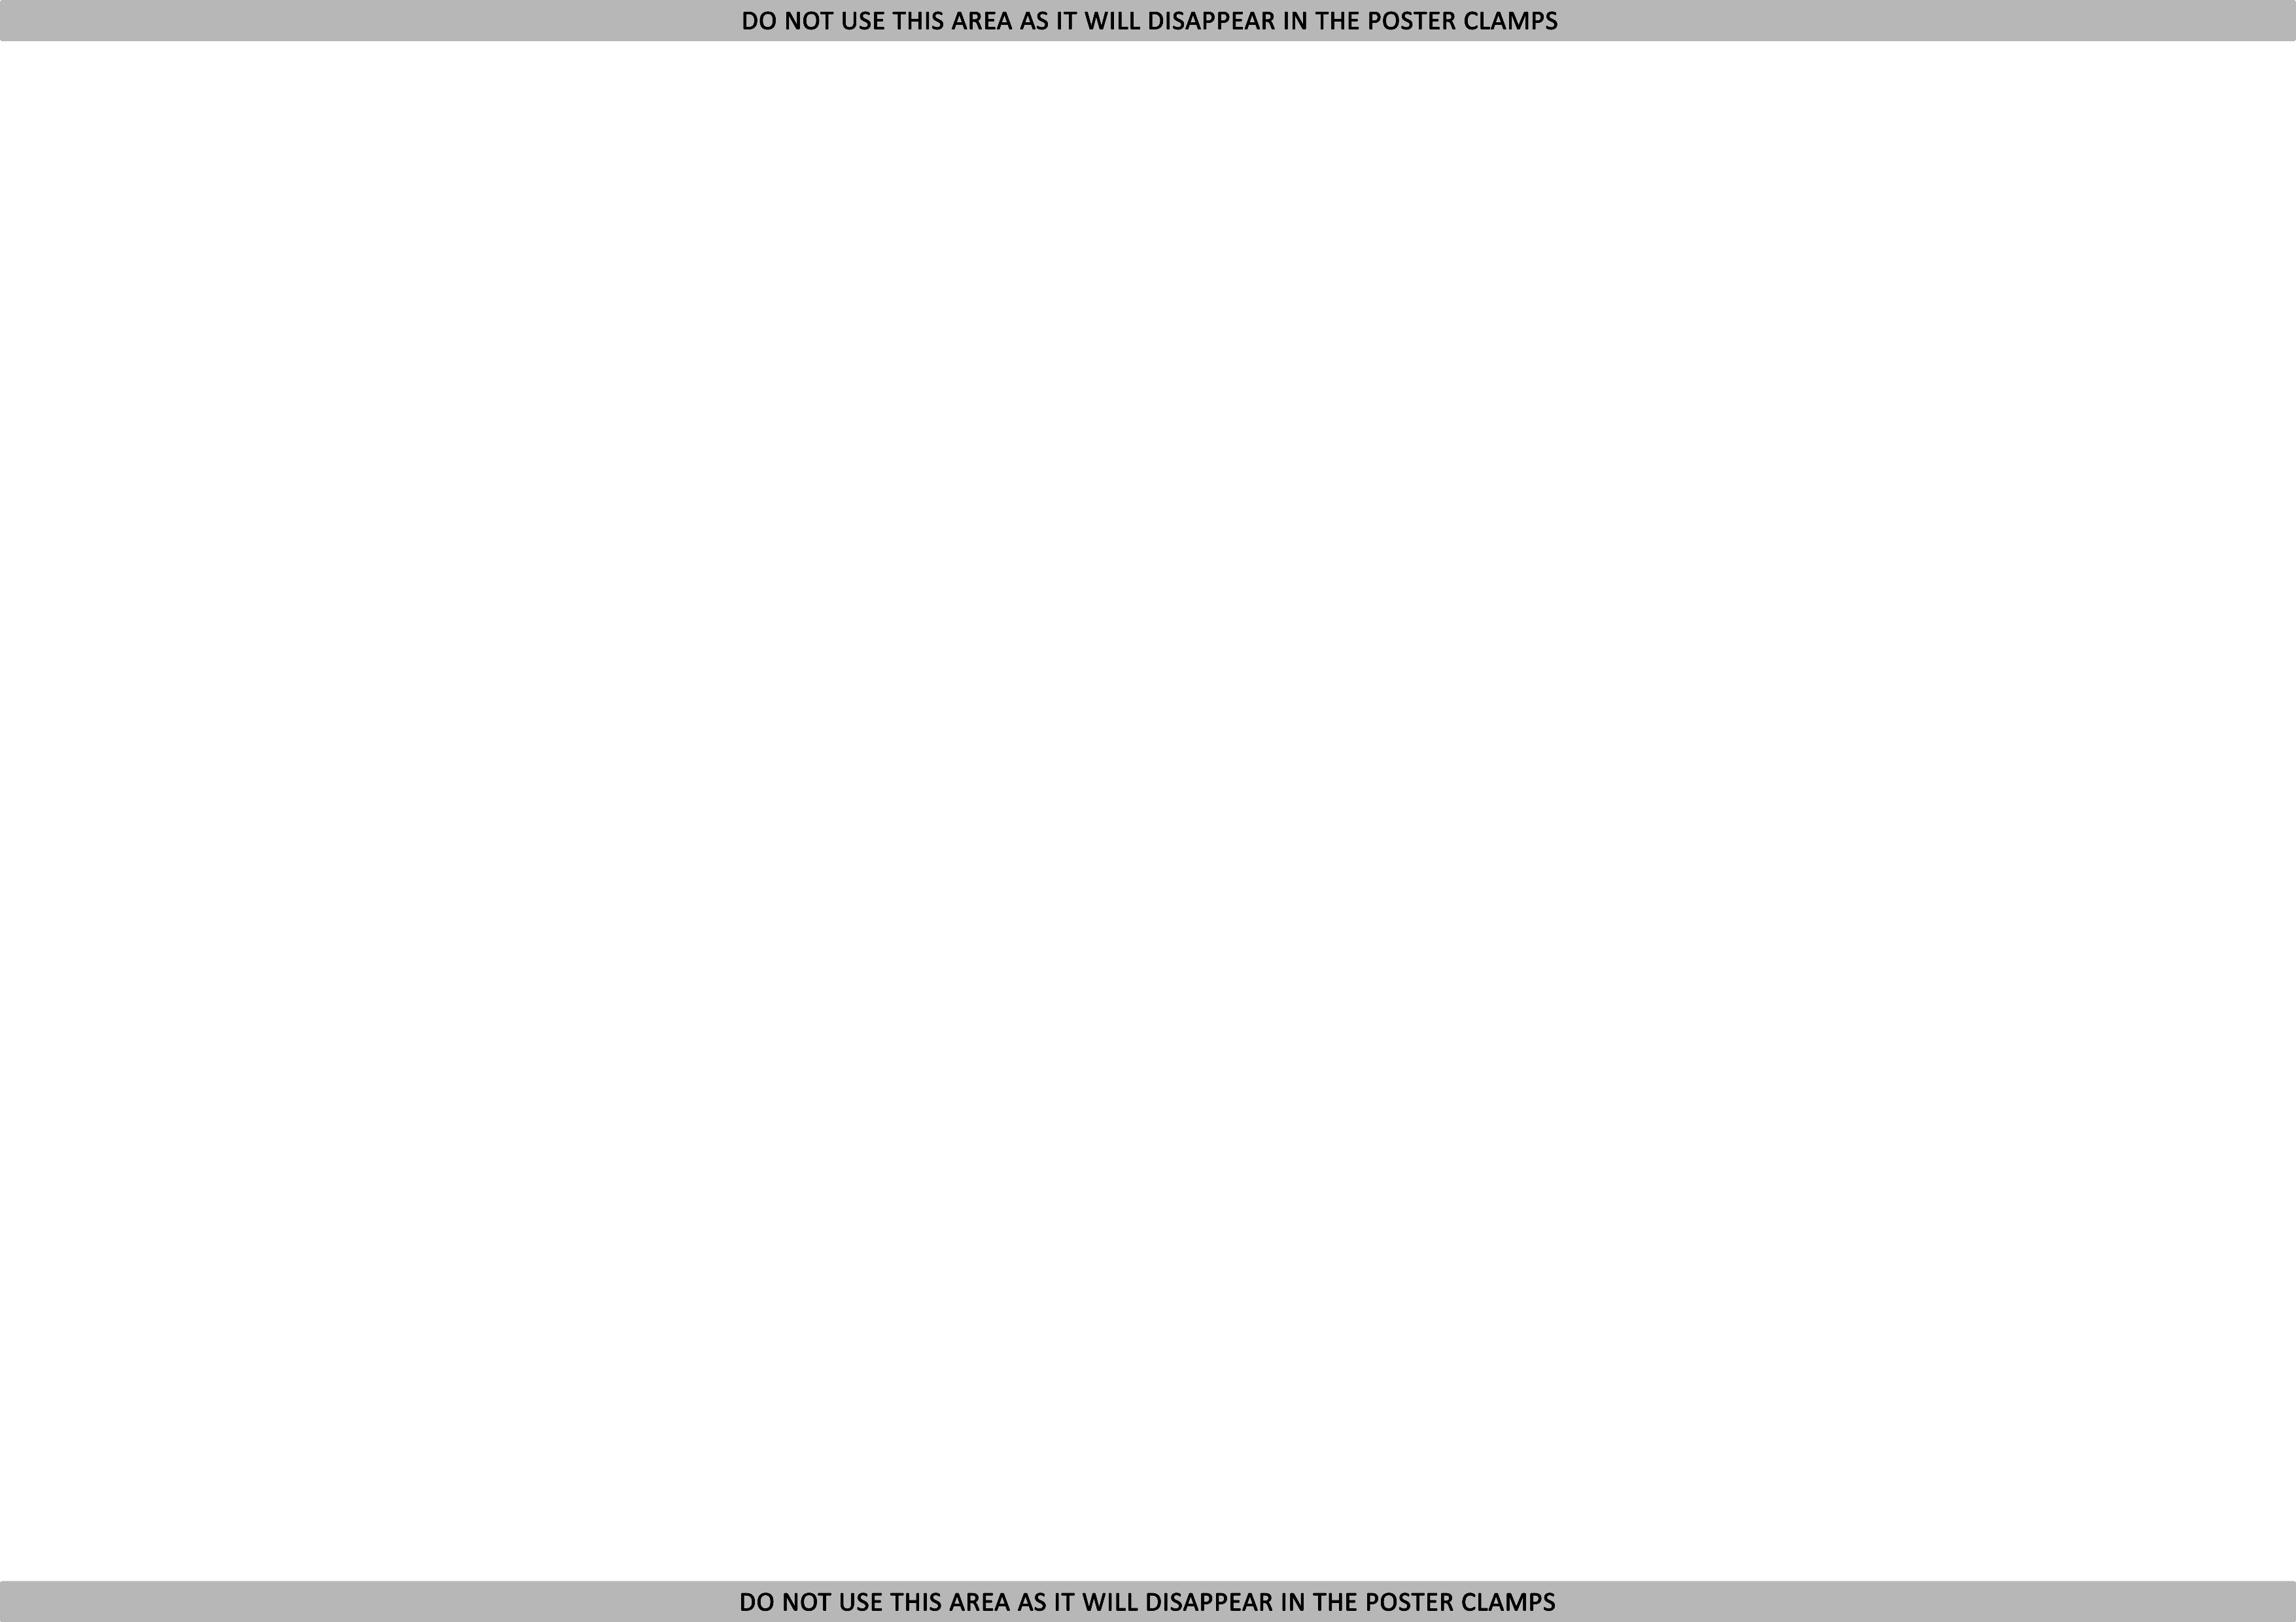 DO NOT USE THIS AREA AS IT WILL DISAPPEAR IN THE POSTER CLAMPS
DO NOT USE THIS AREA AS IT WILL DISAPPEAR IN THE POSTER CLAMPS